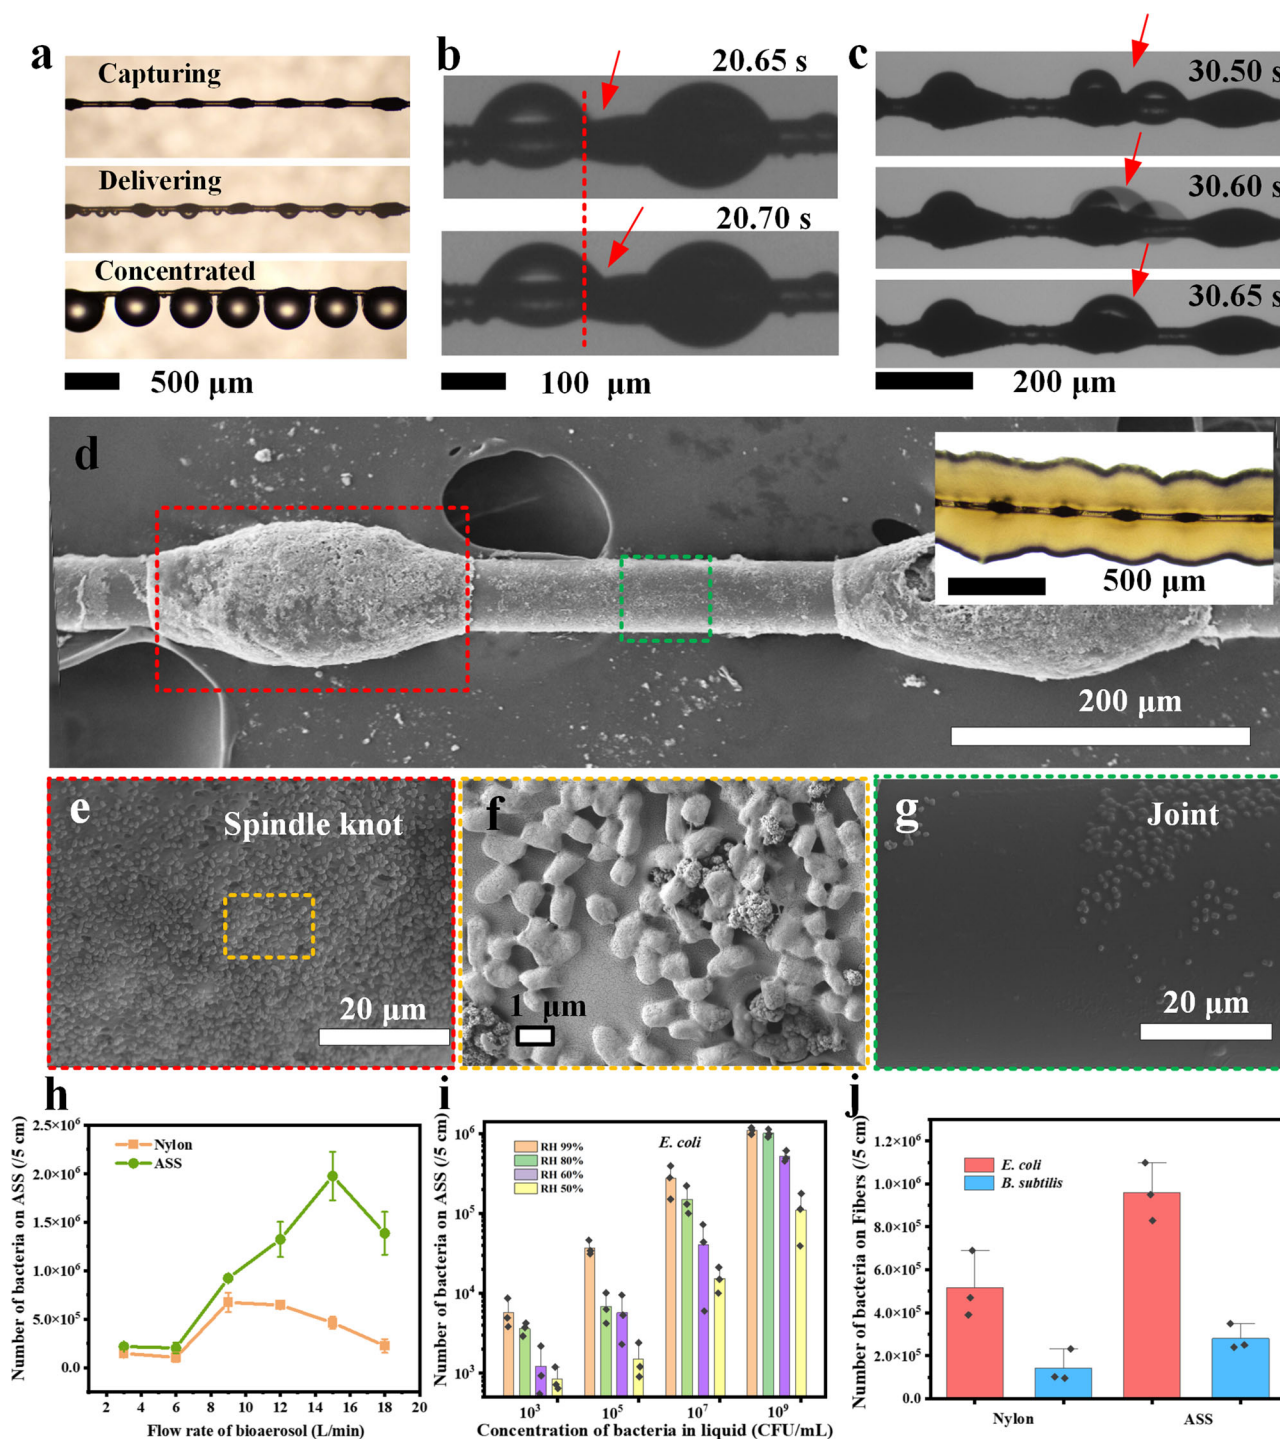 a
Capturing
Delivering
Concentrated
500 μm
b
20.65 s
20.70 s
100 μm
c
30.50 s
30.60 s
30.65 s
200 μm
d
500 μm
200 μm
e
Spindle knot
20 μm
f
1 μm
g
Joint
20 μm
h
Number of bacteria on ASS (/5 cm)
2.5×10⁶
2.0×10⁶
1.5×10⁶
1.0×10⁶
5.0×10⁵
0.0
Nylon
ASS
2 4 6 8 10 12 14 16 18 20
Flow rate of bioaerosol (L/min)
i
Number of bacteria on ASS (/5 cm)
10⁶
10⁵
10⁴
10³
RH 99%
RH 80%
RH 60%
RH 50%
E. coli
10³ 10⁵ 10⁷ 10⁹
Concentration of bacteria in liquid (CFU/mL)
j
Number of bacteria on Fibers (/5 cm)
1.2×10⁶
1.0×10⁶
8.0×10⁵
6.0×10⁵
4.0×10⁵
2.0×10⁵
0.0
E. coli
B. subtilis
Nylon ASS